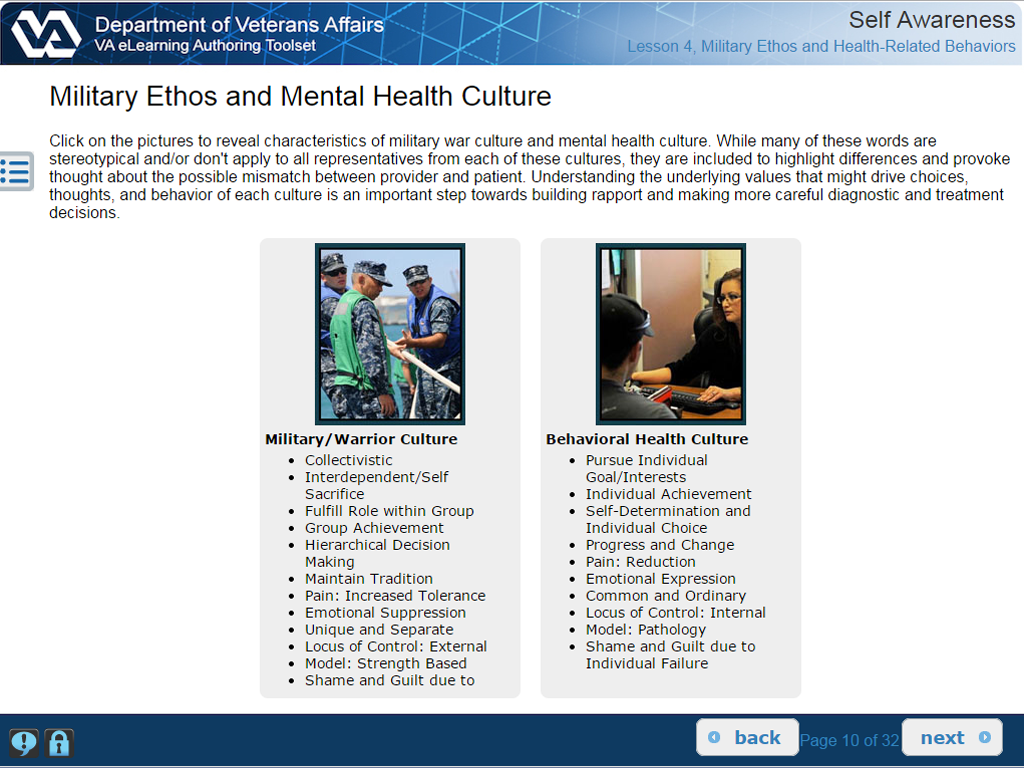 VA
Department of Veterans Affairs
VA eLearning Authoring Toolset
Self Awareness
Lesson 4, Military Ethos and Health-Related Behaviors
Military Ethos and Mental Health Culture
Click on the pictures to reveal characteristics of military war culture and mental health culture. While many of these words are
stereotypical and/or don't apply to all representatives from each of these cultures, they are included to highlight differences and provoke
thought about the possible mismatch between provider and patient. Understanding the underlying values that might drive choices,
thoughts, and behavior of each culture is an important step towards building rapport and making more careful diagnostic and treatment
decisions.
Military/Warrior Culture
Collectivistic
Interdependent/Self
Sacrifice
Fulfill Role within Group
Group Achievement
Hierarchical Decision
Making
Maintain Tradition
Pain: Increased Tolerance
Emotional Suppression
Unique and Separate
Locus of Control: External
Model: Strength Based
Shame and Guilt due to
Behavioral Health Culture
Pursue Individual
Goal/Interests
Individual Achievement
Self-Determination and
Individual Choice
Progress and Change
Pain: Reduction
Emotional Expression
Common and Ordinary
Locus of Control: Internal
Model: Pathology
Shame and Guilt due to
Individual Failure
back
Page 10 of 32
next